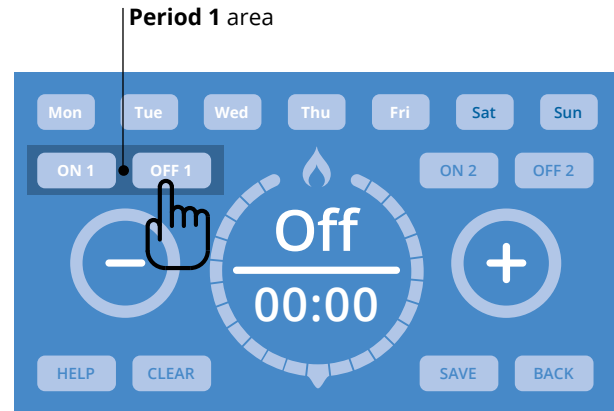 Period 1 area
Mon Tue Wed Thu Fri Sat Sun
ON 1 OFF 1 ON 2 OFF 2
Off
00:00
HELP CLEAR SAVE BACK